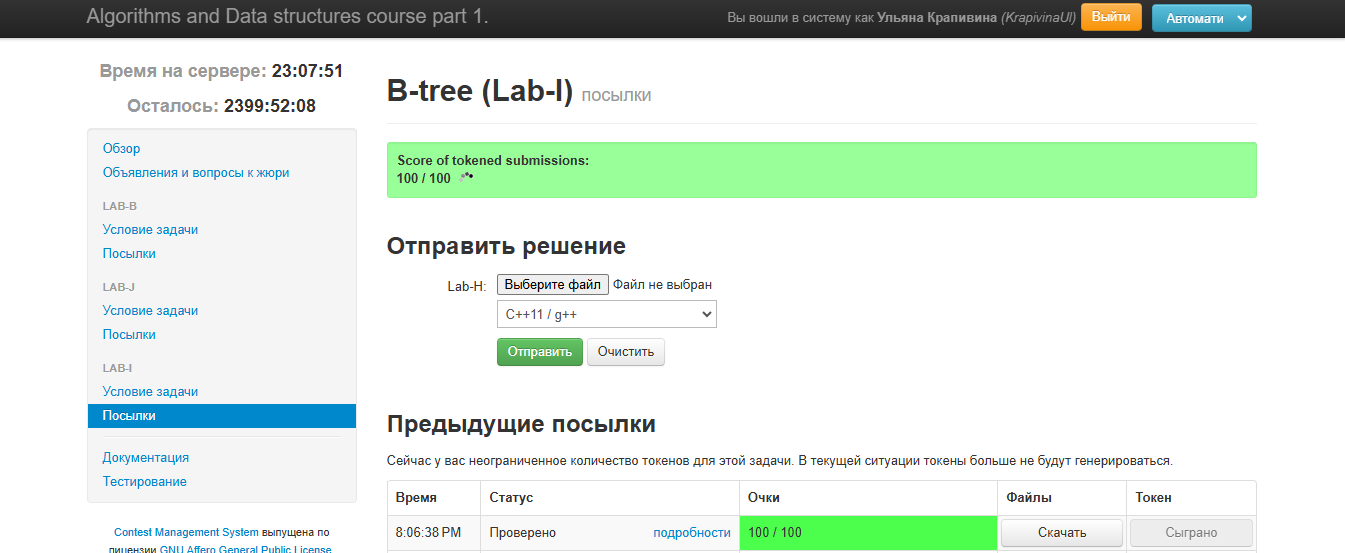 Algorithms and Data structures course part 1.
Вы вошли в систему как Ульяна Крапивина (KrapivinaUl)
Выйти
Автомати
Время на сервере: 23:07:51
Осталось: 2399:52:08
Обзор
Объявления и вопросы к жюри
LAB-B
Условие задачи
Посылки
LAB-J
Условие задачи
Посылки
LAB-I
Условие задачи
Посылки
Документация
Тестирование
Contest Management System выпущена по
лицензии GNU Affero General Public License
B-tree (Lab-I) посылки
Score of tokened submissions:
100 / 100
Отправить решение
Lab-H: Выберите файл Файл не выбран
C++11 / g++
Отправить Очистить
Предыдущие посылки
Сейчас у вас неограниченное количество токенов для этой задачи. В текущей ситуации токены больше не будут генерироваться.
Время Статус Очки Файлы Токен
8:06:38 PM Проверено подробности 100 / 100 Скачать Сыграно